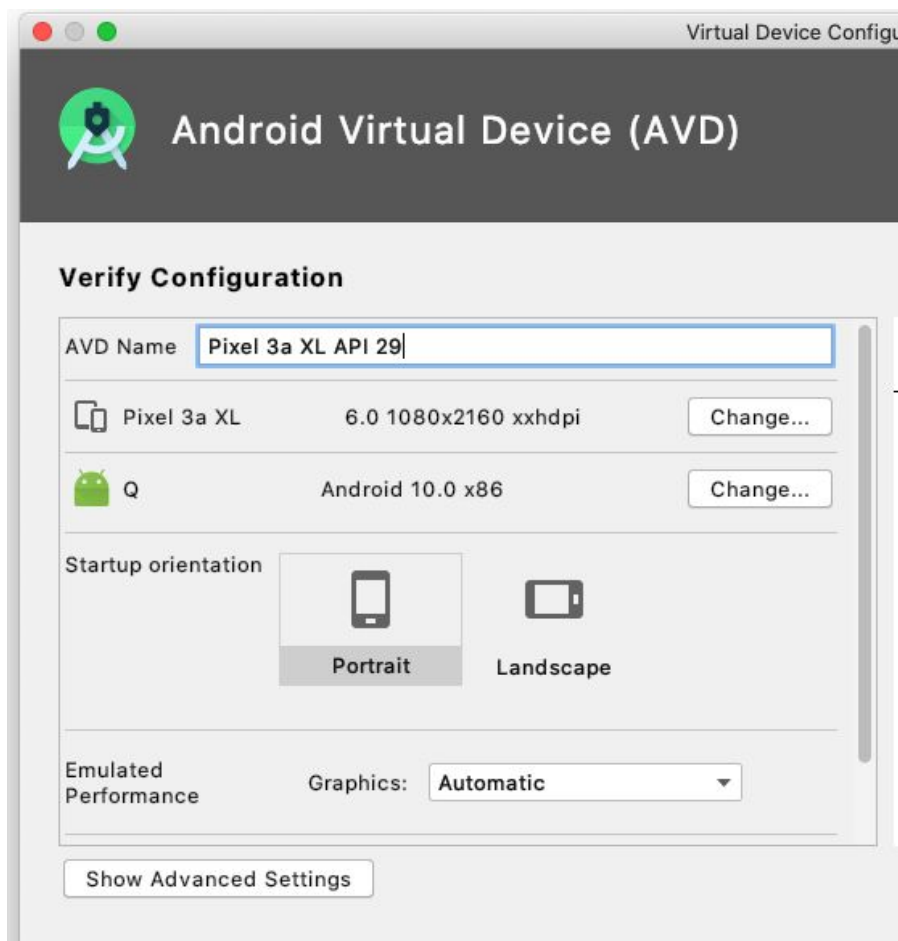 Virtual Device Configu
Android Virtual Device (AVD)
Verify Configuration
AVD Name Pixel 3a XL API 29
Pixel 3a XL 6.0 1080x2160 xxhdpi Change...
Q Android 10.0 x86 Change...
Startup orientation
Portrait Landscape
Emulated
Performance
Graphics: Automatic
Show Advanced Settings